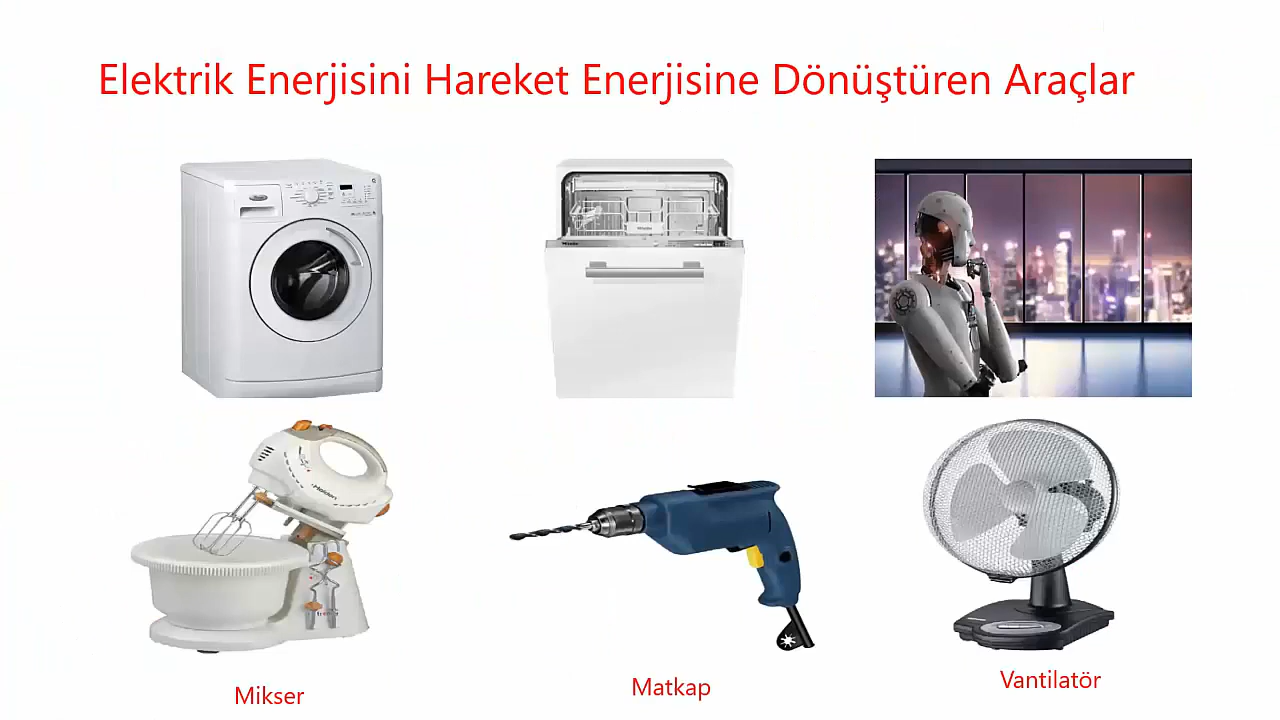 Elektrik Enerjisini Hareket Enerjisine Dönüştüren Araçlar
Mikser
Matkap
Vantilatör